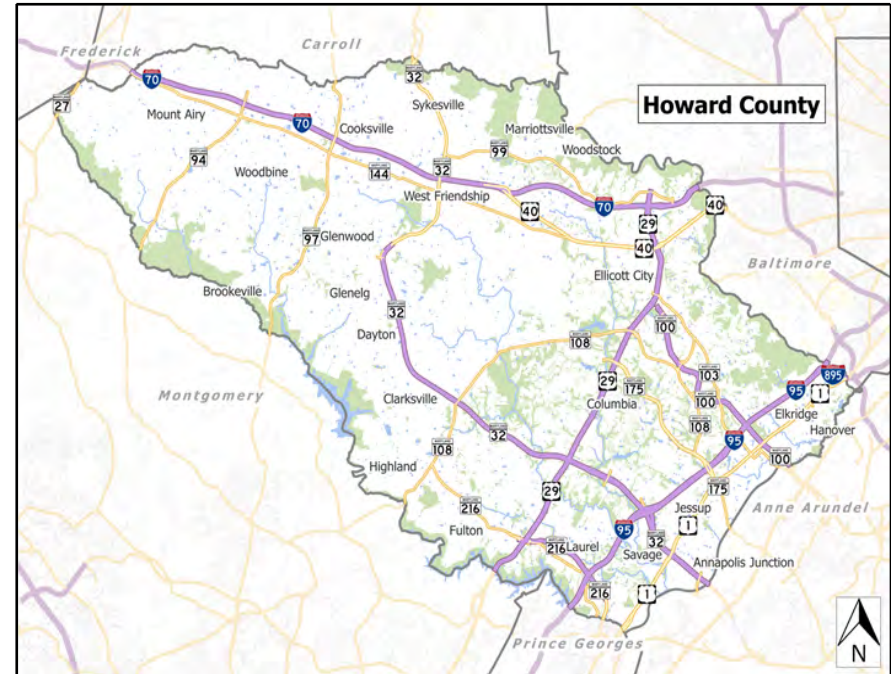 Frederick
Carroll
70
32
27
Mount Airy
Sykesville
Howard County
70
Cooksville
Marriottsville
94
144
32
99
Woodstock
Woodbine
West Friendship
40
70
29
40
97
Glenwood
40
Ellicott City
Baltimore
Brookeville
Glenelg
32
100
Dayton
108
103
29
175
895
95
1
Montgomery
Clarksville
Columbia
100
Elkridge
108
Hanover
108
32
95
100
Highland
29
175
216
Jessup
Anne Arundel
Fulton
95
1
216
Laurel
Savage
32
Annapolis Junction
216
1
Prince Georges
N